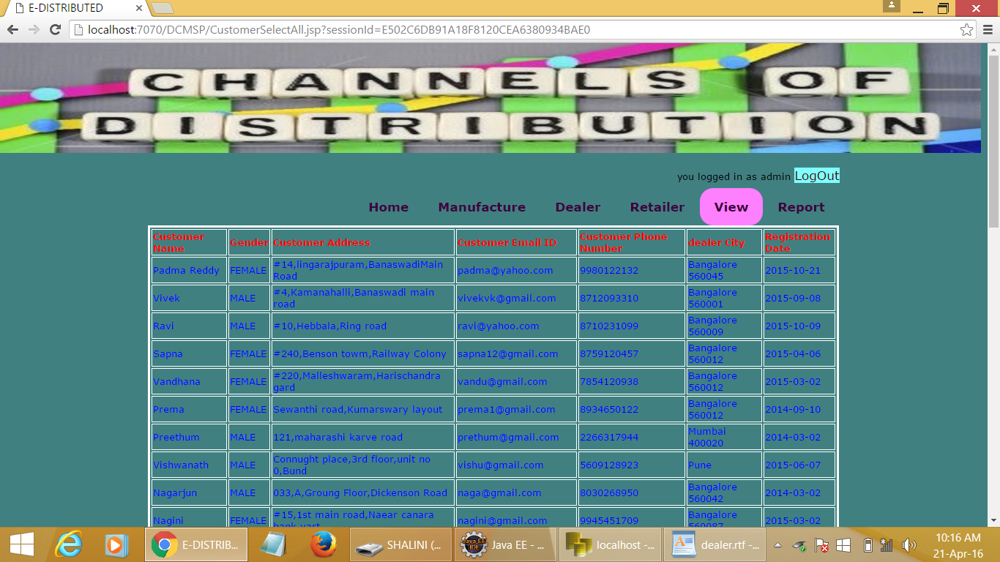 E-DISTRIBUTED
localhost:7070/DCMSP/CustomerSelectAll.jsp?sessionId=E502C6DB91A18F8120CEA6380934BAE0
CHANNELS OF
DISTRIBUTION
you logged in as admin LogOut
Home Manufacture Dealer Retailer View Report
Customer Name Gender Customer Address Customer Email ID Customer Phone Number dealer City Registration Date
Padma Reddy FEMALE #14,lingarajpuram,BanaswadiMain Road padma@yahoo.com 9980122132 Bangalore 560045 2015-10-21
Vivek MALE #4,Kamanahalli,Banaswadi main road vivekvk@gmail.com 8712093310 Bangalore 560001 2015-09-08
Ravi MALE #10,Hebbala,Ring road ravi@yahoo.com 8710231099 Bangalore 560009 2015-10-09
Sapna FEMALE #240,Benson towm,Railway Colony sapna12@gmail.com 8759120457 Bangalore 560012 2015-04-06
Vandhana FEMALE #220,Malleshwaram,Harischandra gard vandu@gmail.com 7854120938 Bangalore 560012 2015-03-02
Prema FEMALE Sewanthi road,Kumarswary layout prema1@gmail.com 8934650122 Bangalore 560012 2014-09-10
Preethum MALE 121,maharashi karve road prethum@gmail.com 2266317944 Mumbai 400020 2014-03-02
Vishwanath MALE Connught place,3rd floor,unit no 0,Bund vishu@gmail.com 5609128923 Pune 2015-06-07
Nagarjun MALE 033,A,Groung Floor,Dickenson Road naga@gmail.com 8030268950 Bangalore 560042 2014-03-02
Nagini FEMALE #15,1st main road,Naear canara bank,yart nagini@gmail.com 9945451709 Bangalore 560087 2015-03-02
E-DISTRIB... SHALINI (... Java EE - ... localhost -... dealer.rtf -...
10:16 AM
21-Apr-16